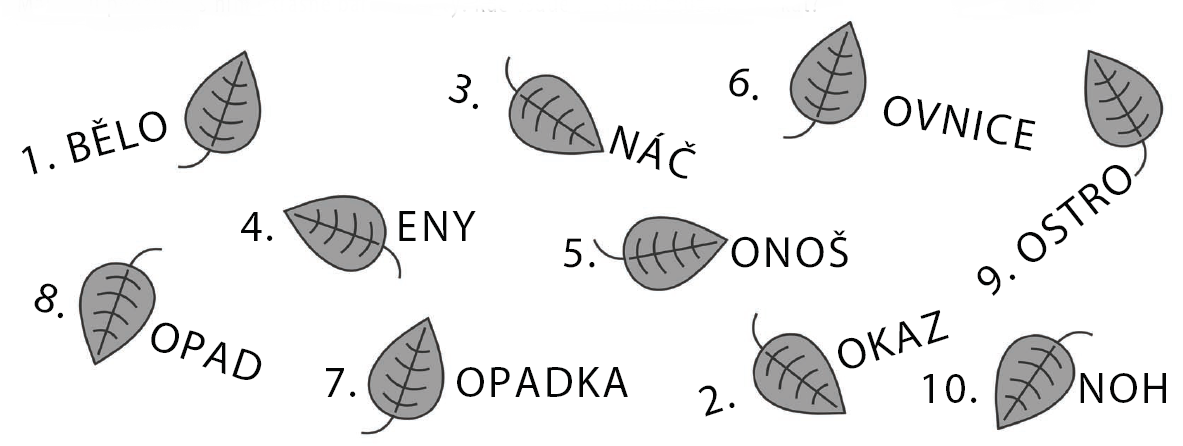 1. BĚLO
3. NÁČ
6. OVNICE
4. ENY
5. ONOŠ
9. OSTRO
8. OPAD
7. OPADKA
2. OKAZ
10. NOH